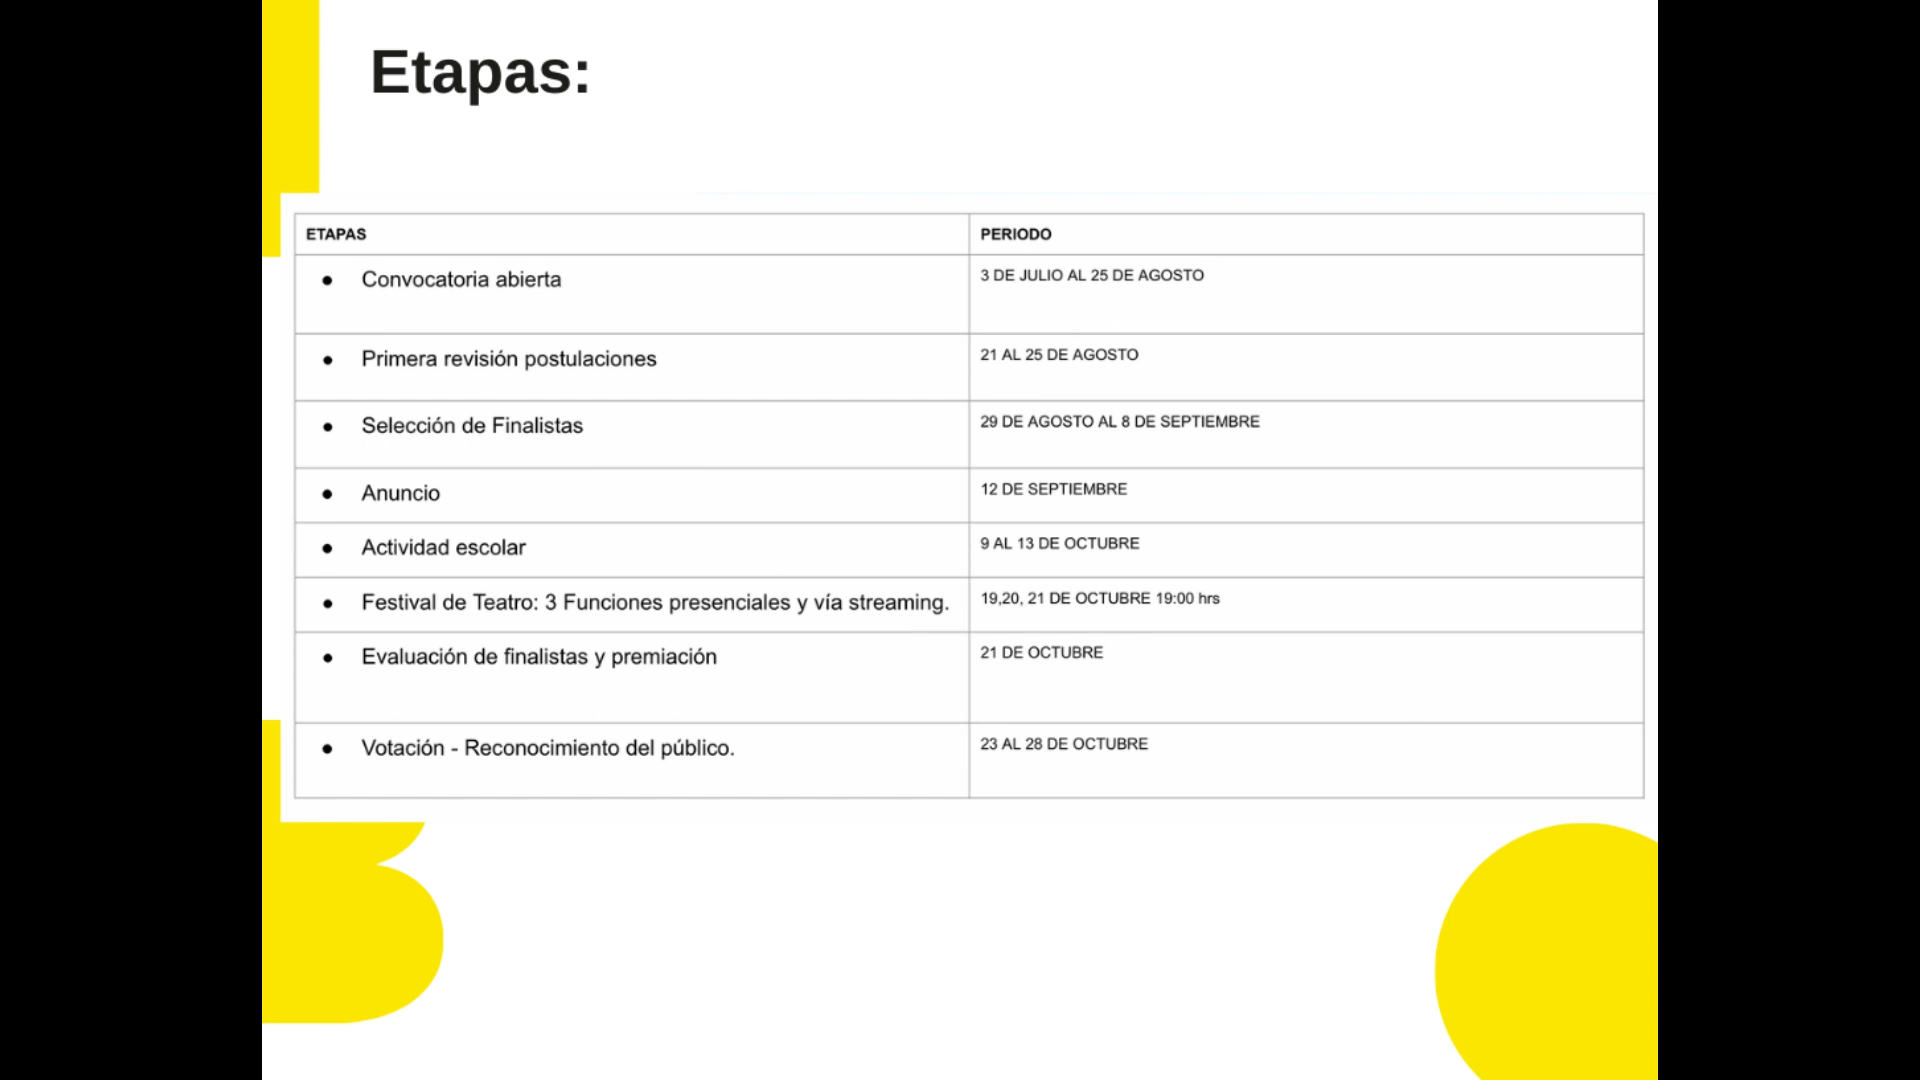 Etapas:
ETAPAS PERIODO
● Convocatoria abierta 3 DE JULIO AL 25 DE AGOSTO
● Primera revisión postulaciones 21 AL 25 DE AGOSTO
● Selección de Finalistas 29 DE AGOSTO AL 8 DE SEPTIEMBRE
● Anuncio 12 DE SEPTIEMBRE
● Actividad escolar 9 AL 13 DE OCTUBRE
● Festival de Teatro: 3 Funciones presenciales y vía streaming. 19,20, 21 DE OCTUBRE 19:00 hrs
● Evaluación de finalistas y premiación 21 DE OCTUBRE
● Votación - Reconocimiento del público. 23 AL 28 DE OCTUBRE